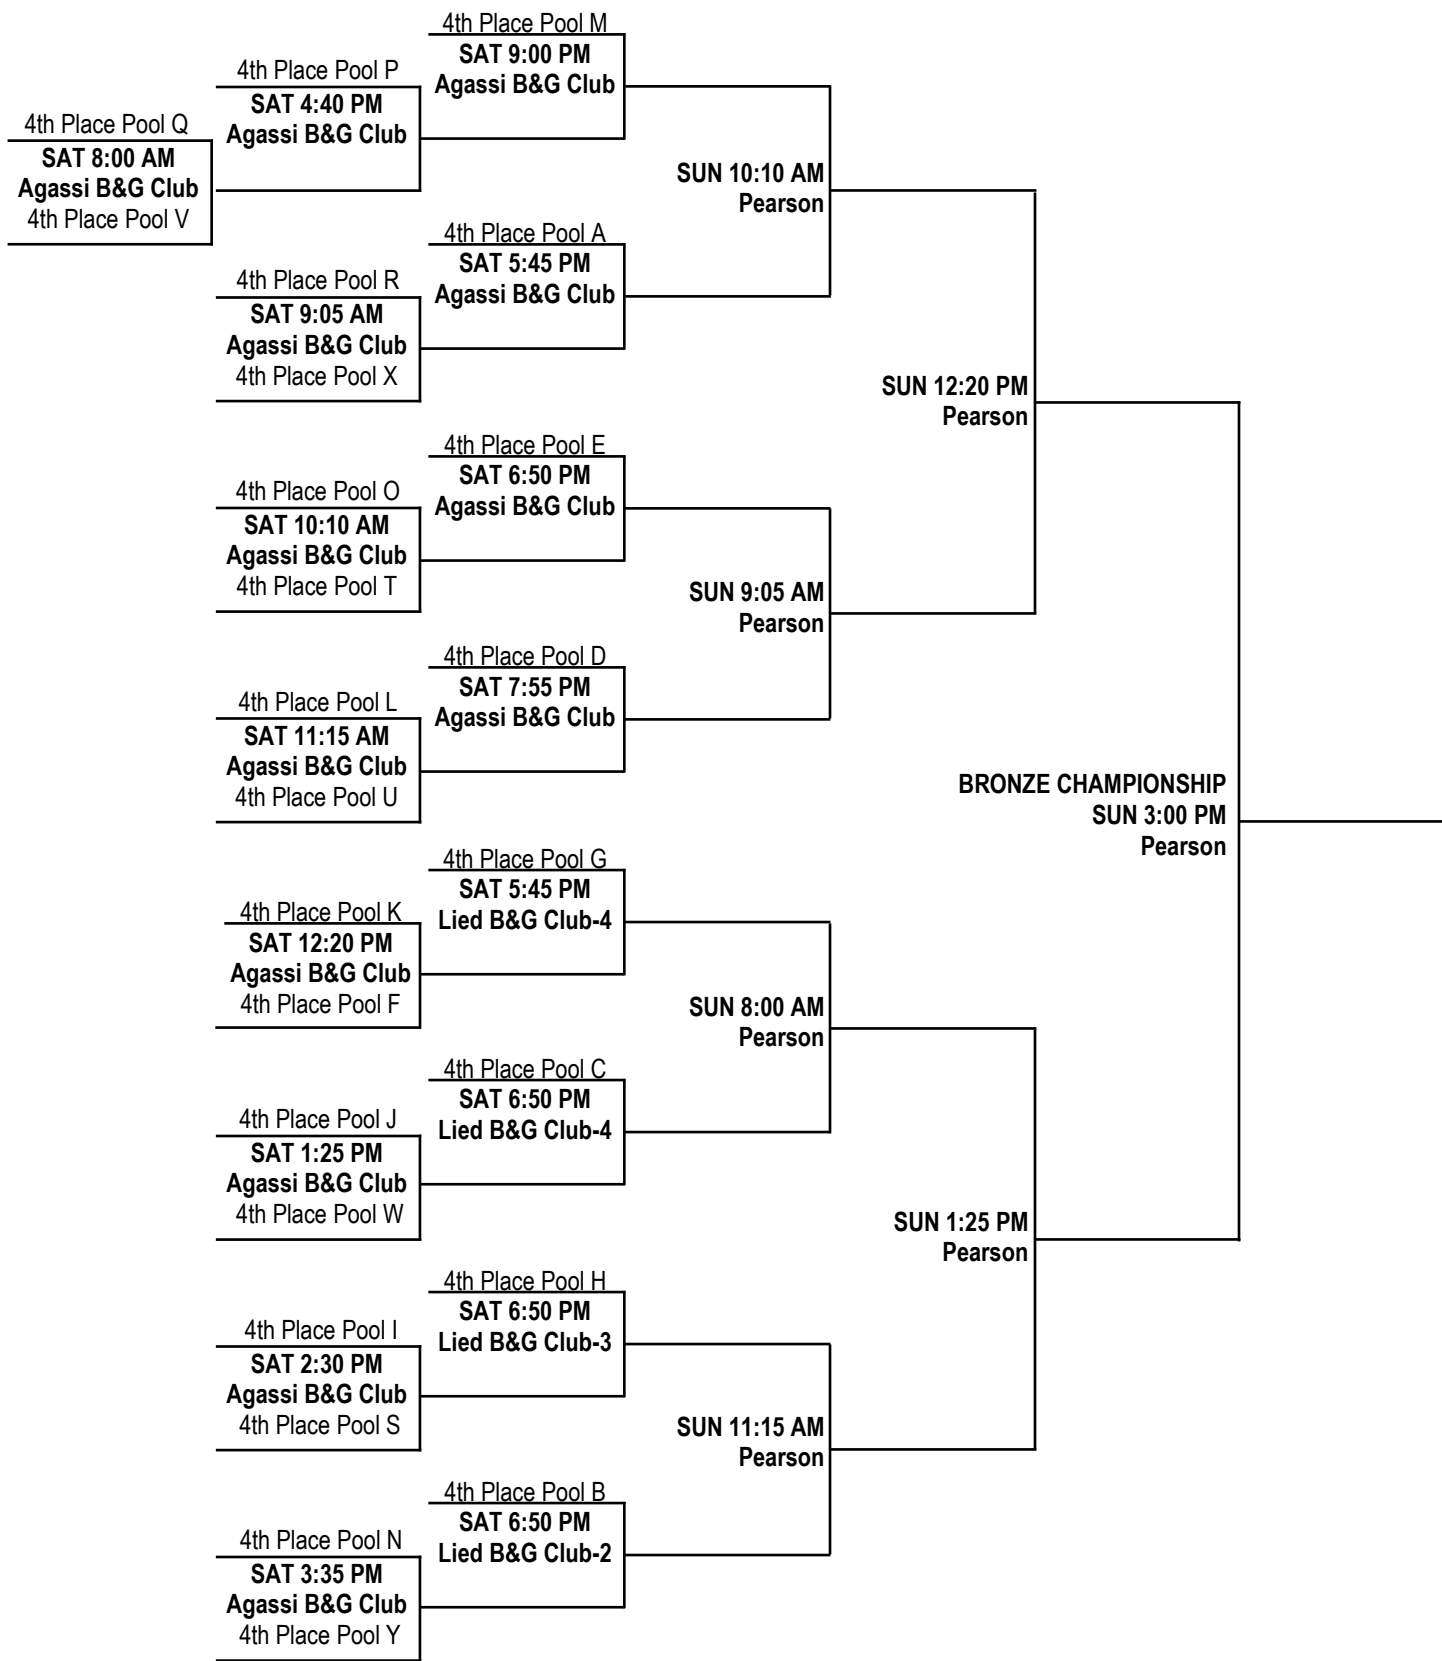 4th Place Pool Q
SAT 8:00 AM
Agassi B&G Club
4th Place Pool V
4th Place Pool P
SAT 4:40 PM
Agassi B&G Club
4th Place Pool R
SAT 9:05 AM
Agassi B&G Club
4th Place Pool X
4th Place Pool O
SAT 10:10 AM
Agassi B&G Club
4th Place Pool T
4th Place Pool L
SAT 11:15 AM
Agassi B&G Club
4th Place Pool U
4th Place Pool K
SAT 12:20 PM
Agassi B&G Club
4th Place Pool F
4th Place Pool J
SAT 1:25 PM
Agassi B&G Club
4th Place Pool W
4th Place Pool I
SAT 2:30 PM
Agassi B&G Club
4th Place Pool S
4th Place Pool N
SAT 3:35 PM
Agassi B&G Club
4th Place Pool Y
4th Place Pool M
SAT 9:00 PM
Agassi B&G Club
4th Place Pool A
SAT 5:45 PM
Agassi B&G Club
4th Place Pool E
SAT 6:50 PM
Agassi B&G Club
4th Place Pool D
SAT 7:55 PM
Agassi B&G Club
4th Place Pool G
SAT 5:45 PM
Lied B&G Club-4
4th Place Pool C
SAT 6:50 PM
Lied B&G Club-4
4th Place Pool H
SAT 6:50 PM
Lied B&G Club-3
4th Place Pool B
SAT 6:50 PM
Lied B&G Club-2
SUN 10:10 AM
Pearson
SUN 9:05 AM
Pearson
SUN 8:00 AM
Pearson
SUN 11:15 AM
Pearson
SUN 12:20 PM
Pearson
SUN 1:25 PM
Pearson
BRONZE CHAMPIONSHIP
SUN 3:00 PM
Pearson